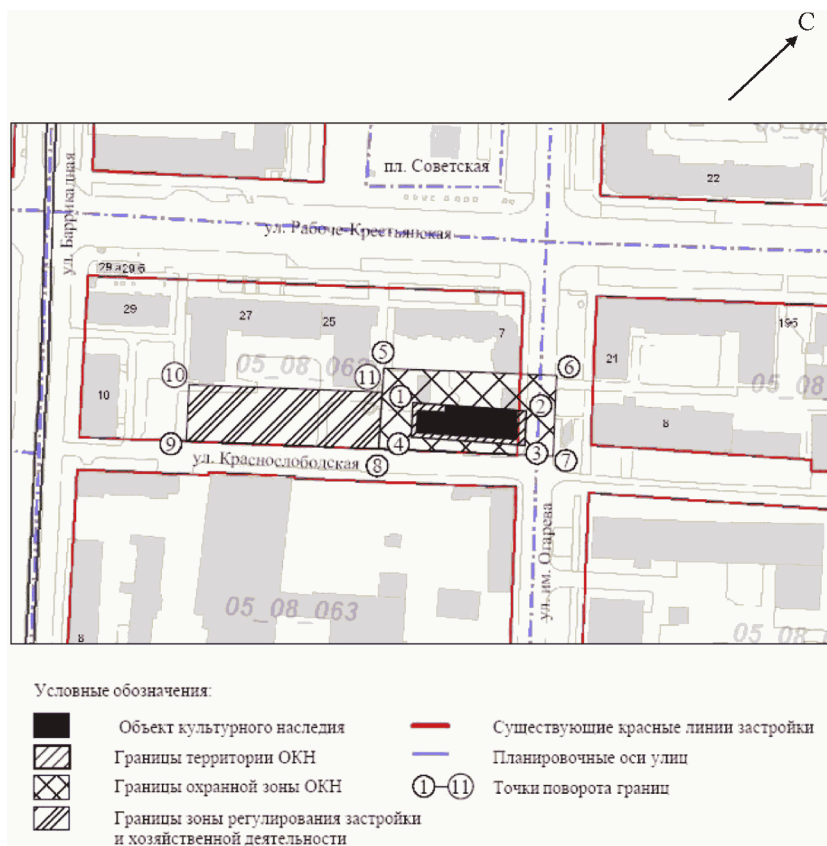 С
пл. Советская
22
ул. Баррикадная
ул. Рабоче-Крестьянская
29
27
25
7
19б
21
10
8
05_08_06
05_08
5
6
10
11
1
2
9
4
3
7
8
ул. Краснослободская
ул. им. Огарева
05_08_063
05_08
8
Условные обозначения:
Объект культурного наследия
Границы территории ОКН
Границы охранной зоны ОКН
Границы зоны регулирования застройки
и хозяйственной деятельности
Существующие красные линии застройки
Планировочные оси улиц
1–11 Точки поворота границ